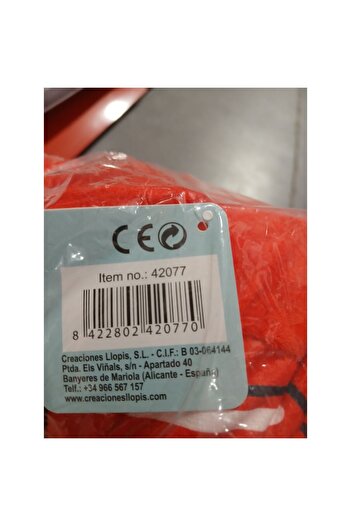 CE
Item no.: 42077
8 422802 420770
Creaciones Llopis, S.L. - C.I.F.: B 03-064144
Ptda. Els Viñals, s/n - Apartado 40
Banyeres de Mariola (Alicante - España)
Telf.: +34 966 567 157
www.creacionesllopis.com